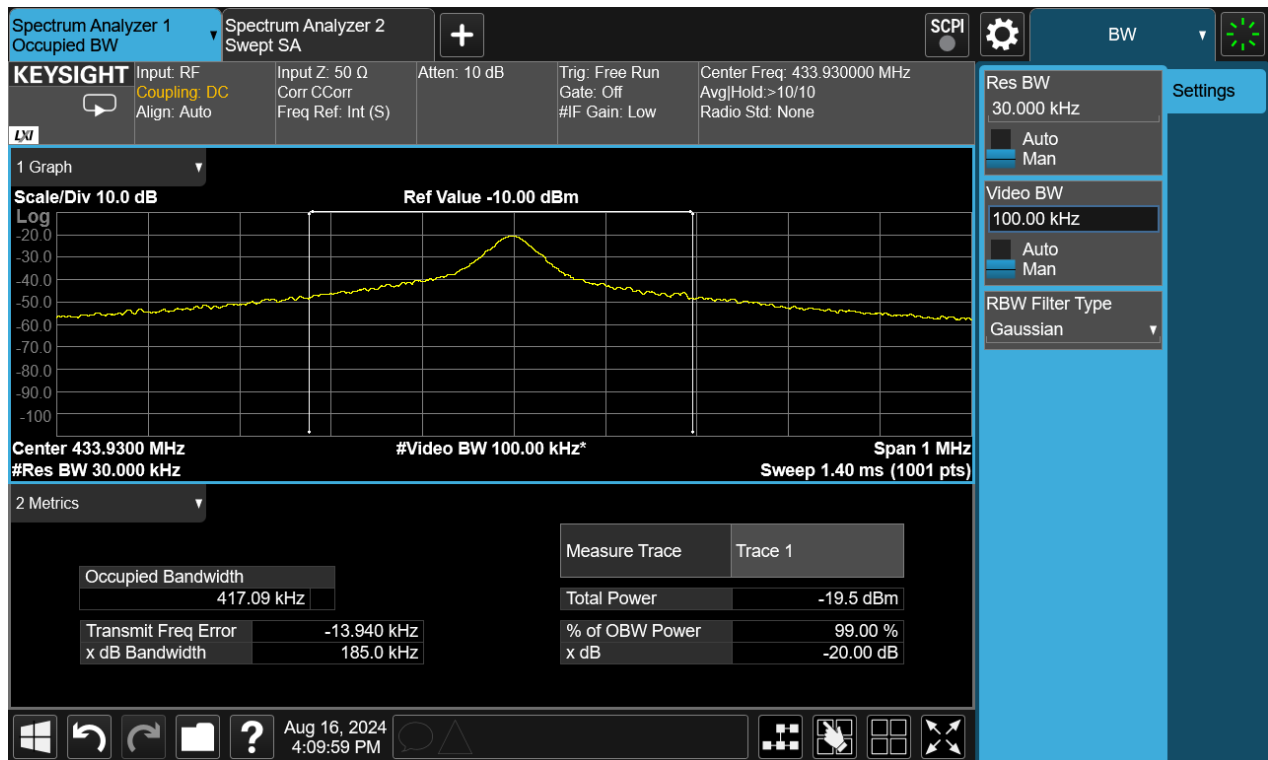 Spectrum Analyzer 1
Occupied BW
Spectrum Analyzer 2
Swept SA
SCPI
BW
KEYSIGHT
LXI
Input: RF
Coupling: DC
Align: Auto
Input Z: 50 Ω
Corr CCorr
Freq Ref: Int (S)
Atten: 10 dB
Trig: Free Run
Gate: Off
#IF Gain: Low
Center Freq: 433.930000 MHz
Avg|Hold:>10/10
Radio Std: None
Res BW
30.000 kHz
Auto
Man
Video BW
100.00 kHz
Auto
Man
RBW Filter Type
Gaussian
Settings
1 Graph
Scale/Div 10.0 dB
Ref Value -10.00 dBm
Log
-20.0
-30.0
-40.0
-50.0
-60.0
-70.0
-80.0
-90.0
-100
Center 433.9300 MHz
#Video BW 100.00 kHz*
Span 1 MHz
#Res BW 30.000 kHz
Sweep 1.40 ms (1001 pts)
2 Metrics
Measure Trace Trace 1
Occupied Bandwidth
417.09 kHz
Total Power -19.5 dBm
Transmit Freq Error -13.940 kHz
% of OBW Power 99.00 %
x dB Bandwidth 185.0 kHz
x dB -20.00 dB
?
Aug 16, 2024
4:09:59 PM